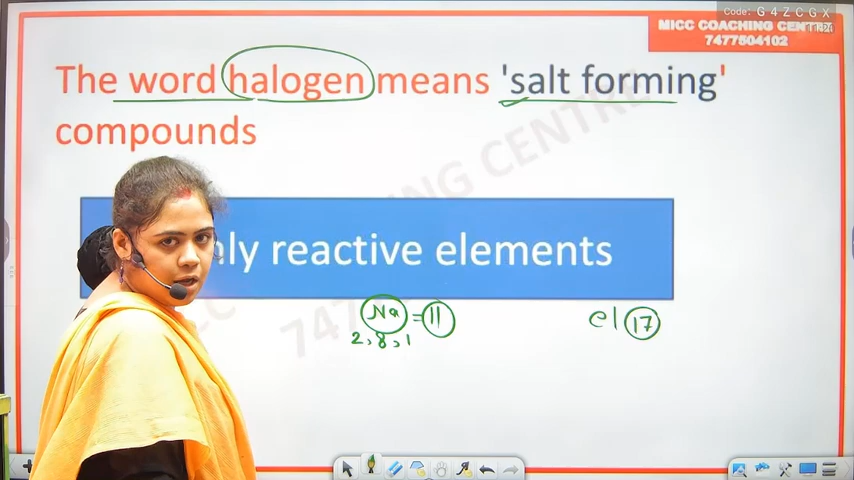 Code: G 4 Z C G X
MICC COACHING CENTRE
7477504102
The word halogen means 'salt forming'
compounds
reactive elements
Na = 11
2, 8, 1
cl 17